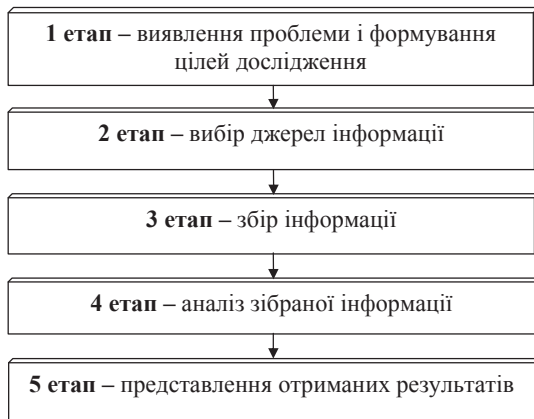 1 етап – виявлення проблеми і формування
цілей дослідження
2 етап – вибір джерел інформації
3 етап – збір інформації
4 етап – аналіз зібраної інформації
5 етап – представлення отриманих результатів